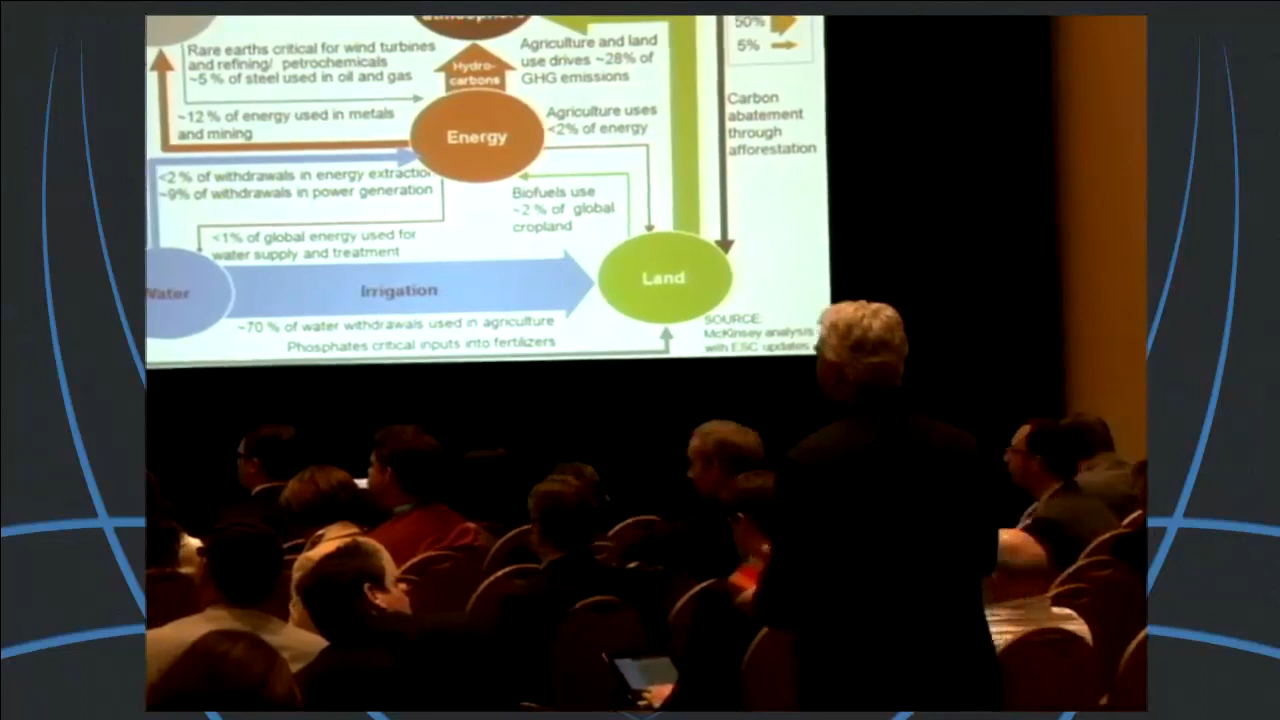 50%
5%
Rare earths critical for wind turbines
and refining/ petrochemicals
~5 % of steel used in oil and gas
Hydro-
carbons
Agriculture and land
use drives ~28% of
GHG emissions
~12 % of energy used in metals
and mining
Energy
Agriculture uses
<2% of energy
Carbon
abatement
through
afforestation
<2 % of withdrawals in energy extractio
~9% of withdrawals in power generation
Biofuels use
~2 % of global
cropland
<1% of global energy used for
water supply and treatment
Water
Irrigation
Land
~70 % of water withdrawals used in agriculture
Phosphates critical inputs into fertilizers
SOURCE:
McKinsey analysis
with ESC updates